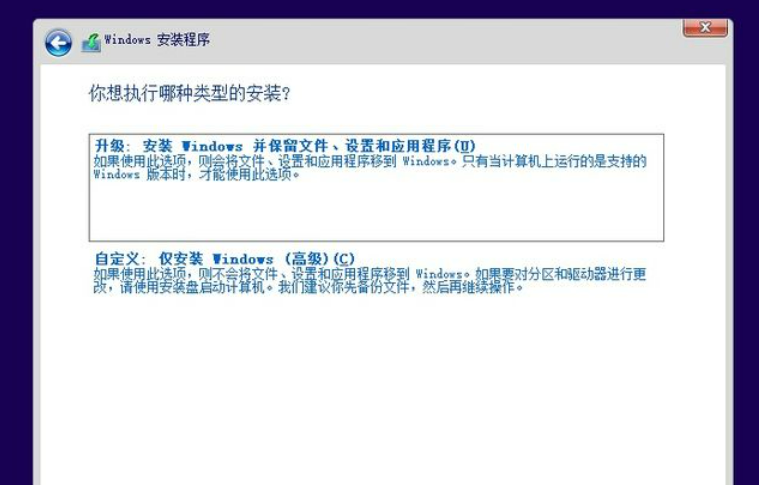 Windows 安装程序
你想执行哪种类型的安装?
升级: 安装 Windows 并保留文件、设置和应用程序(U)
如果使用此选项，则会将文件、设置和应用程序移到 Windows。只有当计算机上运行的是支持的
Windows 版本时，才能使用此选项。
自定义: 仅安装 Windows (高级)(C)
如果使用此选项，则不会将文件、设置和应用程序移到 Windows。如果要对分区和驱动器进行更
改，请使用安装盘启动计算机。我们建议你先备份文件，然后再继续操作。